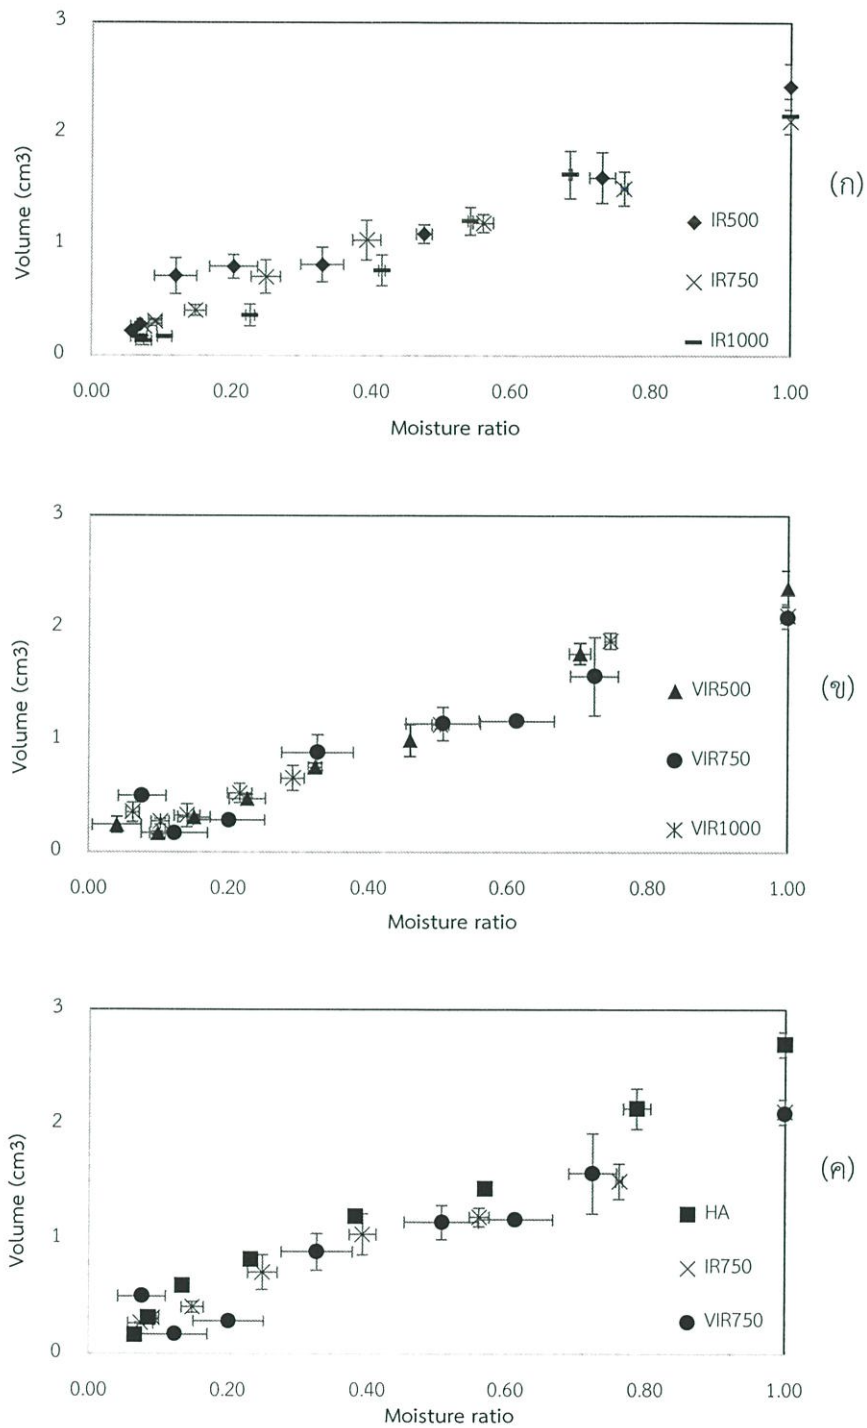 3
2
1
0
Volume (cm3)
0.00 0.20 0.40 0.60 0.80 1.00
Moisture ratio
IR500
IR750
IR1000
(ก)
3
2
1
0
Volume (cm3)
0.00 0.20 0.40 0.60 0.80 1.00
Moisture ratio
VIR500
VIR750
VIR1000
(ข)
3
2
1
0
Volume (cm3)
0.00 0.20 0.40 0.60 0.80 1.00
Moisture ratio
HA
IR750
VIR750
(ค)